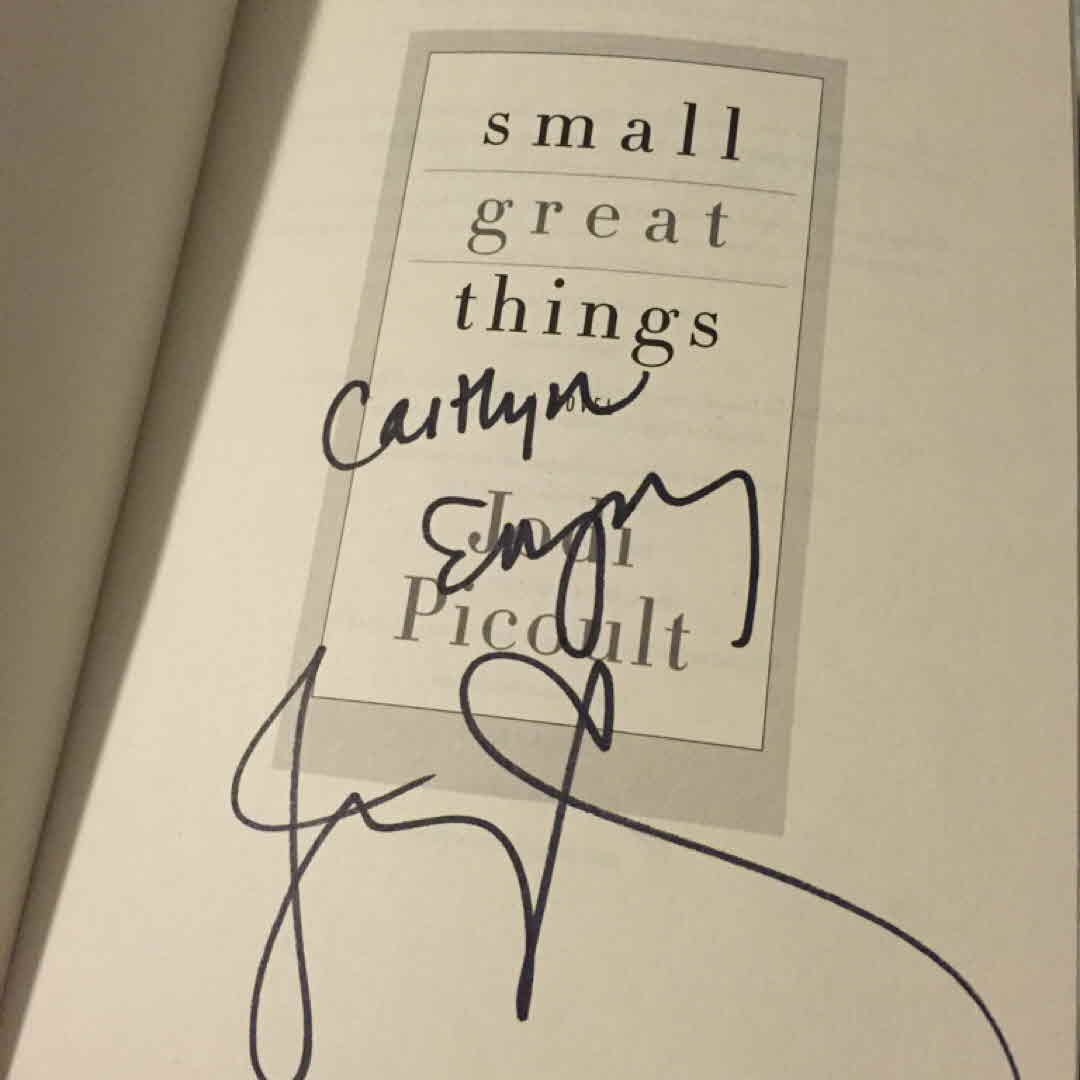 small
great
things
Caitlyn
Enjoy
Jodi
Picoult